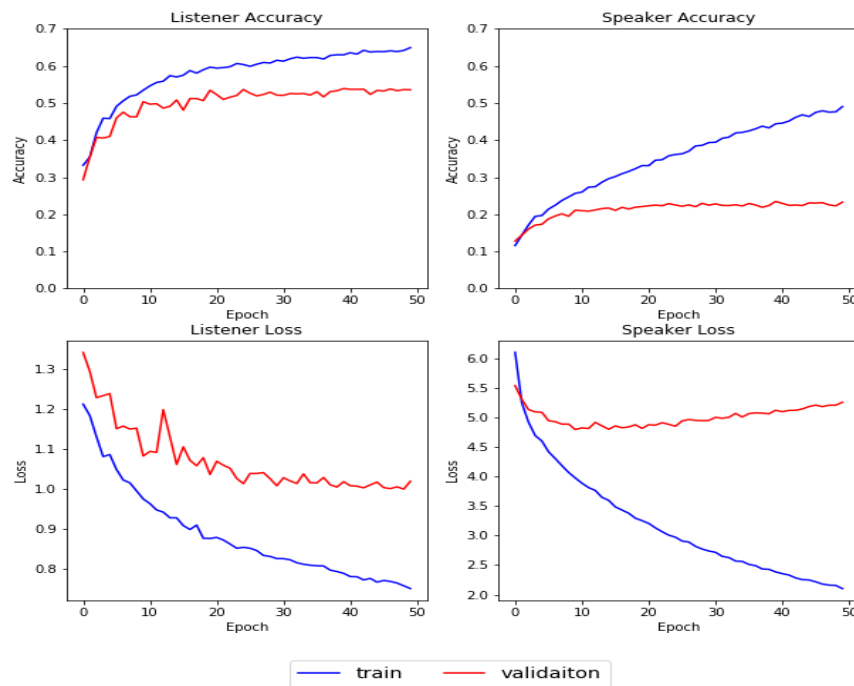 Listener Accuracy
0.7
0.6
0.5
0.4
0.3
0.2
0.1
0.0
Accuracy
0 10 20 30 40 50
Epoch
Speaker Accuracy
0.7
0.6
0.5
0.4
0.3
0.2
0.1
0.0
Accuracy
0 10 20 30 40 50
Epoch
Listener Loss
1.3
1.2
1.1
1.0
0.9
0.8
Loss
0 10 20 30 40 50
Epoch
Speaker Loss
6.0
5.5
5.0
4.5
4.0
3.5
3.0
2.5
2.0
Loss
0 10 20 30 40 50
Epoch
train validaiton